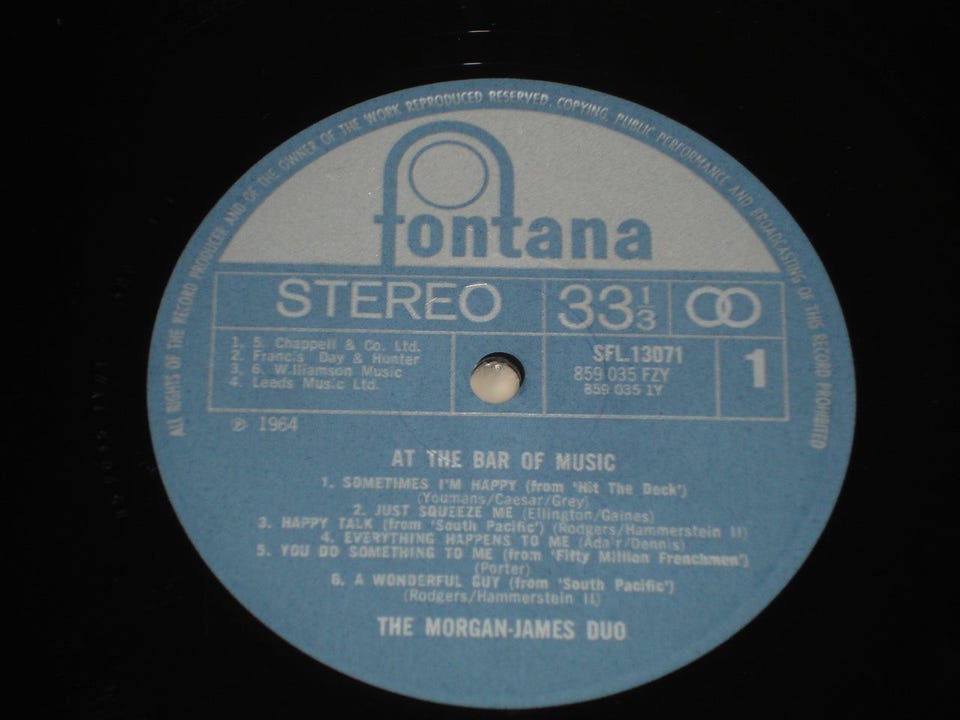 ALL RIGHTS OF THE RECORD PRODUCER AND OF THE OWNER OF THE WORK REPRODUCED RESERVED. COPYING, PUBLIC PERFORMANCE AND BROADCASTING OF THIS RECORD PROHIBITED
fontana
STEREO 33 1/3
1. 5. Chappell & Co. Ltd.
2. Francis Day & Hunter
3. 6. Williamson Music
4. Leeds Music Ltd.
SFL.13071
859 035 FZY
859 035 1Y
1
℗ 1964
AT THE BAR OF MUSIC
1. SOMETIMES I'M HAPPY (from 'Hit The Deck')
(Youmans/Caesar/Grey)
2. JUST SQUEEZE ME (Ellington/Gaines)
3. HAPPY TALK (from 'South Pacific') (Rodgers/Hammerstein II)
4. EVERYTHING HAPPENS TO ME (Adair/Dennis)
5. YOU DO SOMETHING TO ME (from 'Fifty Million Frenchmen')
(Porter)
6. A WONDERFUL GUY (from 'South Pacific')
(Rodgers/Hammerstein II)
THE MORGAN-JAMES DUO